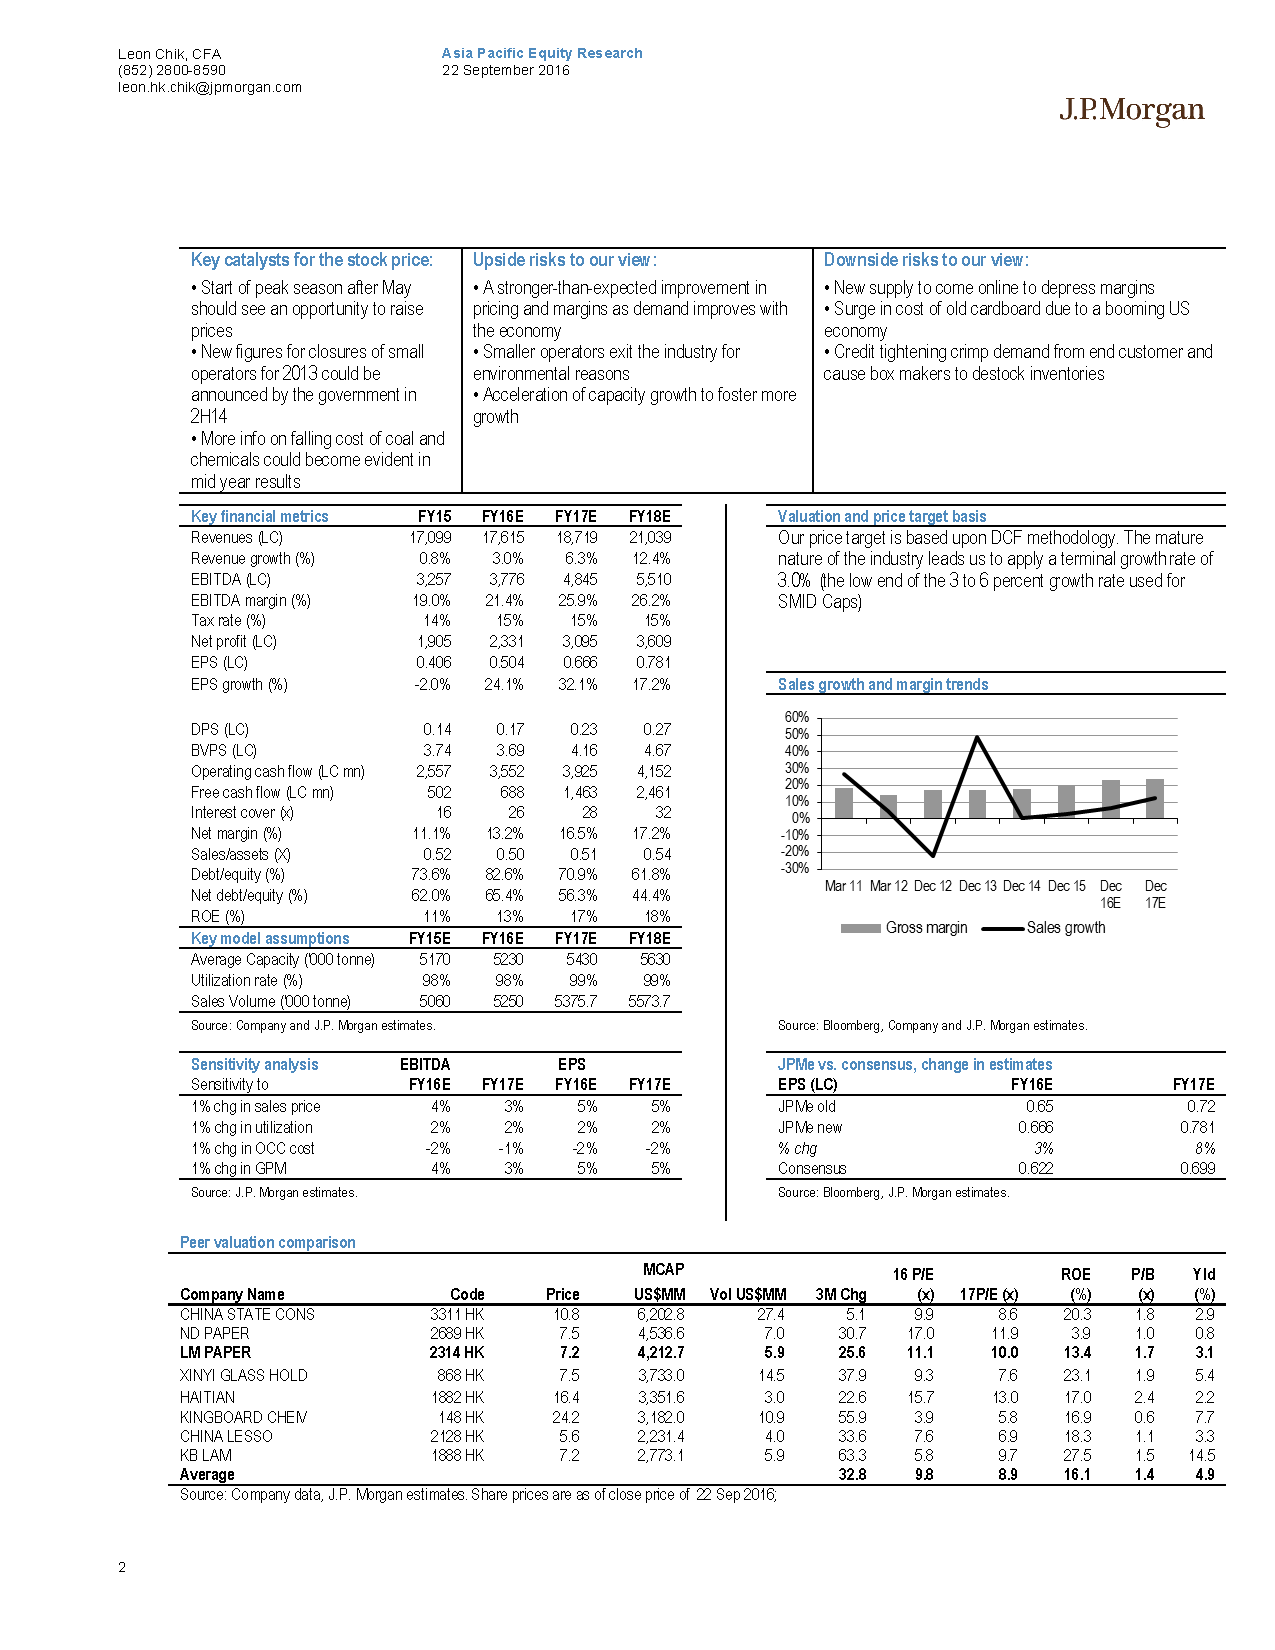 Leon Chik, CFA
(852) 2800-8590
leon.hk.chik@jpmorgan.com
Asia Pacific Equity Research
22 September 2016
J.P.Morgan
Key catalysts for the stock price:
• Start of peak season after May
should see an opportunity to raise
prices
• New figures for closures of small
operators for 2013 could be
announced by the government in
2H14
• More info on falling cost of coal and
chemicals could become evident in
mid year results
Upside risks to our view:
• A stronger-than-expected improvement in
pricing and margins as demand improves with
the economy
• Smaller operators exit the industry for
environmental reasons
• Acceleration of capacity growth to foster more
growth
Downside risks to our view:
• New supply to come online to depress margins
• Surge in cost of old cardboard due to a booming US
economy
• Credit tightening crimp demand from end customer and
cause box makers to destock inventories
Key financial metrics FY15 FY16E FY17E FY18E
Revenues (LC) 17,099 17,615 18,719 21,039
Revenue growth (%) 0.8% 3.0% 6.3% 12.4%
EBITDA (LC) 3,257 3,776 4,845 5,510
EBITDA margin (%) 19.0% 21.4% 25.9% 26.2%
Tax rate (%) 14% 15% 15% 15%
Net profit (LC) 1,905 2,331 3,095 3,609
EPS (LC) 0.406 0.504 0.666 0.781
EPS growth (%) -2.0% 24.1% 32.1% 17.2%
DPS (LC) 0.14 0.17 0.23 0.27
BVPS (LC) 3.74 3.69 4.16 4.67
Operating cash flow (LC mn) 2,557 3,552 3,925 4,152
Free cash flow (LC mn) 502 688 1,463 2,461
Interest cover (x) 16 26 28 32
Net margin (%) 11.1% 13.2% 16.5% 17.2%
Sales/assets (X) 0.52 0.50 0.51 0.54
Debt/equity (%) 73.6% 82.6% 70.9% 61.8%
Net debt/equity (%) 62.0% 65.4% 56.3% 44.4%
ROE (%) 11% 13% 17% 18%
Key model assumptions FY15E FY16E FY17E FY18E
Average Capacity ('000 tonne) 5170 5230 5430 5630
Utilization rate (%) 98% 98% 99% 99%
Sales Volume ('000 tonne) 5060 5250 5375.7 5573.7
Source: Company and J.P. Morgan estimates.
Valuation and price target basis
Our price target is based upon DCF methodology. The mature
nature of the industry leads us to apply a terminal growth rate of
3.0% (the low end of the 3 to 6 percent growth rate used for
SMID Caps)
Sales growth and margin trends
60%
50%
40%
30%
20%
10%
0%
-10%
-20%
-30%
Mar 11 Mar 12 Dec 12 Dec 13 Dec 14 Dec 15 Dec Dec
16E 17E
Gross margin Sales growth
Source: Bloomberg, Company and J.P. Morgan estimates.
Sensitivity analysis EBITDA EPS
Sensitivity to FY16E FY17E FY16E FY17E
1% chg in sales price 4% 3% 5% 5%
1% chg in utilization 2% 2% 2% 2%
1% chg in OCC cost -2% -1% -2% -2%
1% chg in GPM 4% 3% 5% 5%
Source: J.P. Morgan estimates.
JPMe vs. consensus, change in estimates
EPS (LC) FY16E FY17E
JPMe old 0.65 0.72
JPMe new 0.666 0.781
% chg 3% 8%
Consensus 0.622 0.699
Source: Bloomberg, J.P. Morgan estimates.
Peer valuation comparison
MCAP 16 P/E ROE P/B Yld
Company Name Code Price US$MM Vol US$MM 3M Chg (x) 17P/E (x) (%) (x) (%)
CHINA STATE CONS 3311 HK 10.8 6,202.8 27.4 5.1 9.9 8.6 20.3 1.8 2.9
ND PAPER 2689 HK 7.5 4,536.6 7.0 30.7 17.0 11.9 3.9 1.0 0.8
LM PAPER 2314 HK 7.2 4,212.7 5.9 25.6 11.1 10.0 13.4 1.7 3.1
XINYI GLASS HOLD 868 HK 7.5 3,733.0 14.5 37.9 9.3 7.6 23.1 1.9 5.4
HAITIAN 1882 HK 16.4 3,351.6 3.0 22.6 15.7 13.0 17.0 2.4 2.2
KINGBOARD CHEM 148 HK 24.2 3,182.0 10.9 55.9 3.9 5.8 16.9 0.6 7.7
CHINA LESSO 2128 HK 5.6 2,231.4 4.0 33.6 7.6 6.9 18.3 1.1 3.3
KB LAM 1888 HK 7.2 2,773.1 5.9 63.3 5.8 9.7 27.5 1.5 14.5
Average 32.8 9.8 8.9 16.1 1.4 4.9
Source: Company data, J.P. Morgan estimates. Share prices are as of close price of 22 Sep 2016;
2